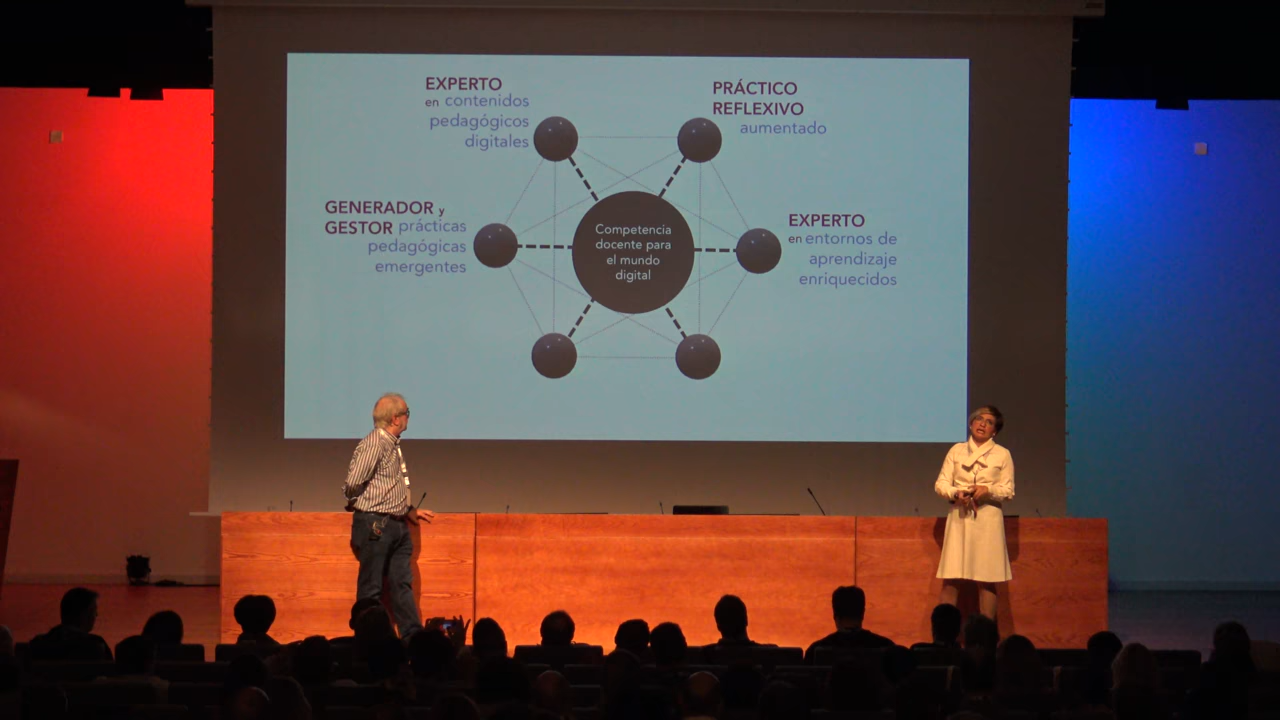 EXPERTO
en contenidos
pedagógicos
digitales
PRÁCTICO
REFLEXIVO
aumentado
GENERADOR y
GESTOR prácticas
pedagógicas
emergentes
Competencia
docente para
el mundo
digital
EXPERTO
en entornos de
aprendizaje
enriquecidos